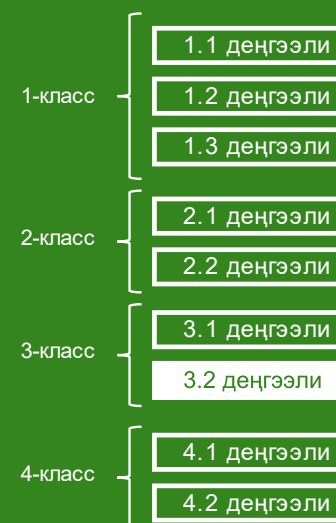 1-класс
1.1 деңгээли
1.2 деңгээли
1.3 деңгээли
2-класс
2.1 деңгээли
2.2 деңгээли
3-класс
3.1 деңгээли
3.2 деңгээли
4-класс
4.1 деңгээли
4.2 деңгээли